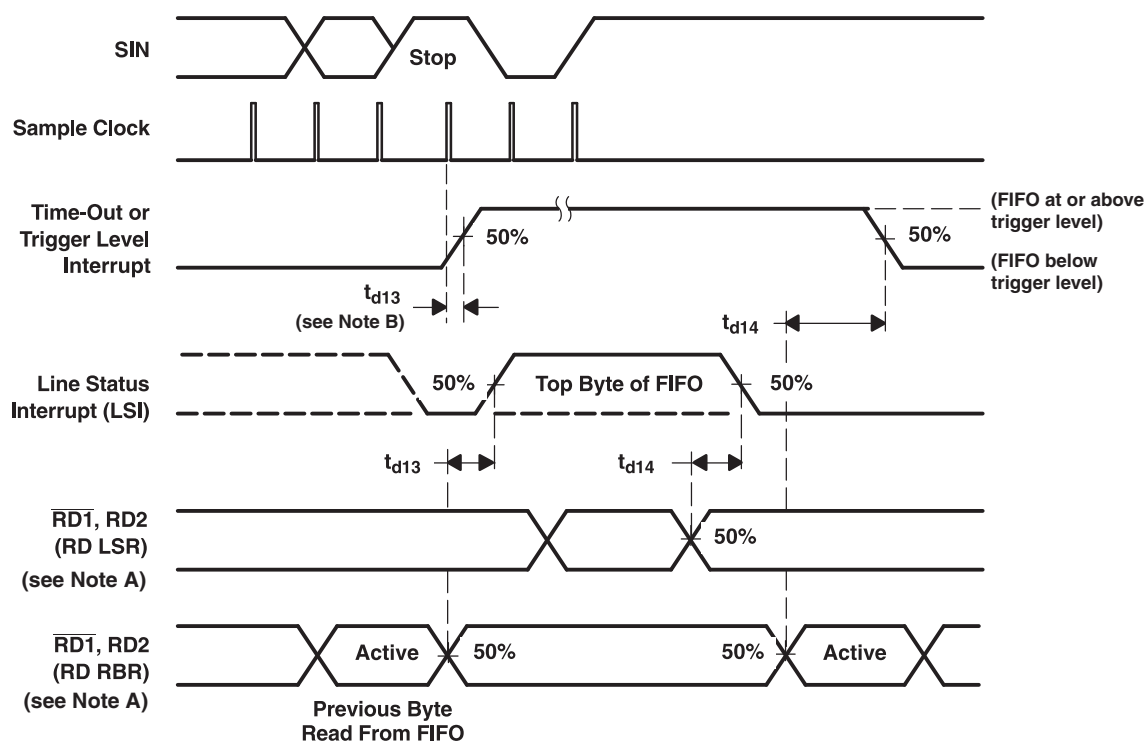 SIN
Stop
Sample Clock
Time-Out or
Trigger Level
Interrupt
50%
50%
(FIFO at or above
trigger level)
(FIFO below
trigger level)
td13
(see Note B)
td14
Line Status
Interrupt (LSI)
50%
Top Byte of FIFO
50%
td13
td14
RD1, RD2
(RD LSR)
(see Note A)
50%
RD1, RD2
(RD RBR)
(see Note A)
Active
50%
50%
Active
Previous Byte
Read From FIFO